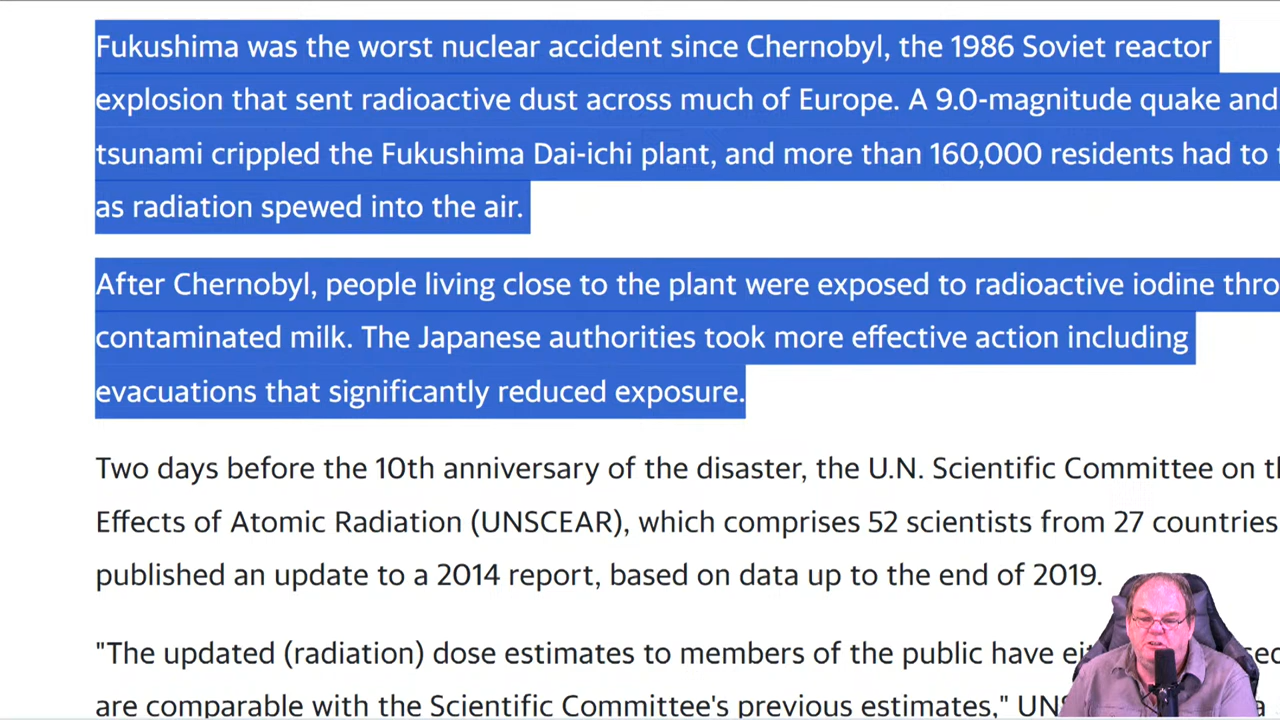 Fukushima was the worst nuclear accident since Chernobyl, the 1986 Soviet reactor
explosion that sent radioactive dust across much of Europe. A 9.0-magnitude quake and
tsunami crippled the Fukushima Dai-ichi plant, and more than 160,000 residents had to
as radiation spewed into the air.
After Chernobyl, people living close to the plant were exposed to radioactive iodine
contaminated milk. The Japanese authorities took more effective action including
evacuations that significantly reduced exposure.
Two days before the 10th anniversary of the disaster, the U.N. Scientific Committee on
Effects of Atomic Radiation (UNSCEAR), which comprises 52 scientists from 27 countries
published an update to a 2014 report, based on data up to the end of 2019.
"The updated (radiation) dose estimates to members of the public have
are comparable with the Scientific Committee's previous estimates,"